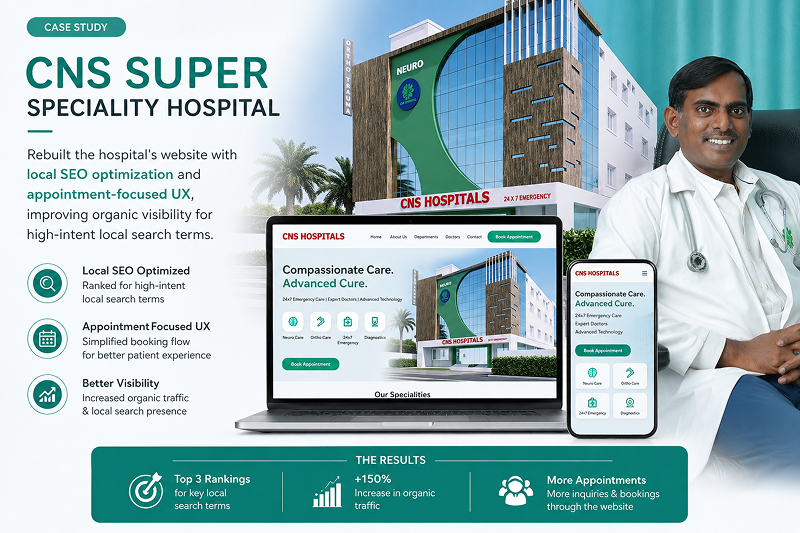 CASE STUDY
CNS SUPER
SPECIALITY HOSPITAL
Rebuilt the hospital's website with
local SEO optimization and
appointment-focused UX,
improving organic visibility for
high-intent local search terms.
Local SEO Optimized
Ranked for high-intent
local search terms
Appointment Focused UX
Simplified booking flow
for better patient experience
Better Visibility
Increased organic traffic
& local search presence
ORTHO TRAUMA
NEURO
CNS HOSPITALS
24 X 7 EMERGENCY
CNS HOSPITALS
Home
About Us
Departments
Doctors
Contact
Book Appointment
Compassionate Care.
Advanced Cure.
24x7 Emergency Care | Expert Doctors | Advanced Technology
Neuro Care
Ortho Care
24x7
Emergency
Diagnostics
Book Appointment
NEURO
CNS HOSPITALS
Our Specialities
CNS HOSPITALS
Compassionate Care.
Advanced Cure.
24x7 Emergency Care
Expert Doctors
Advanced Technology
Book Appointment
Neuro Care
Ortho Care
24x7 Emergency
Diagnostics
THE RESULTS
Top 3 Rankings
for key local
search terms
+150%
Increase in organic
traffic
More Appointments
More inquiries & bookings
through the website